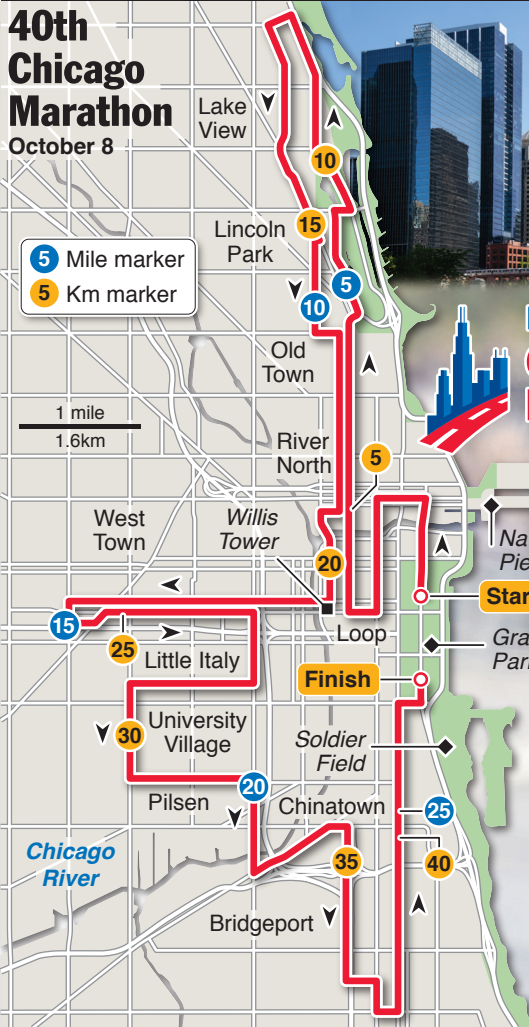 40th
Chicago
Marathon
October 8
Lake
View
10
15
Lincoln
Park
5 Mile marker
5 Km marker
5
10
Old
Town
1 mile
1.6km
River
North
5
West
Town
Willis
Tower
20
15
25
Loop
Little Italy
Finish
30
University
Village
Soldier
Field
20
Pilsen
Chinatown
25
Chicago
River
35
40
Bridgeport